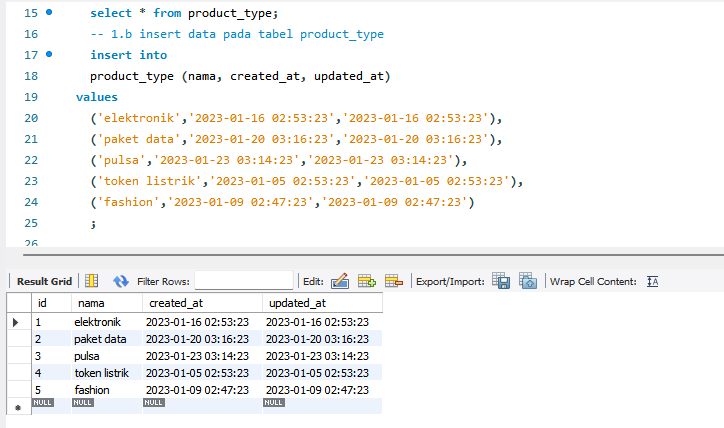 15 select * from product_type;
16 -- 1.b insert data pada tabel product_type
17 insert into
18 product_type (nama, created_at, updated_at)
19 values
20 ('elektronik','2023-01-16 02:53:23','2023-01-16 02:53:23'),
21 ('paket data','2023-01-20 03:16:23','2023-01-20 03:16:23'),
22 ('pulsa','2023-01-23 03:14:23','2023-01-23 03:14:23'),
23 ('token listrik','2023-01-05 02:53:23','2023-01-05 02:53:23'),
24 ('fashion','2023-01-09 02:47:23','2023-01-09 02:47:23')
25 ;
26
Result Grid Filter Rows: Edit: Export/Import: Wrap Cell Content: IA
id nama created_at updated_at
1 elektronik 2023-01-16 02:53:23 2023-01-16 02:53:23
2 paket data 2023-01-20 03:16:23 2023-01-20 03:16:23
3 pulsa 2023-01-23 03:14:23 2023-01-23 03:14:23
4 token listrik 2023-01-05 02:53:23 2023-01-05 02:53:23
5 fashion 2023-01-09 02:47:23 2023-01-09 02:47:23
NULL NULL NULL NULL